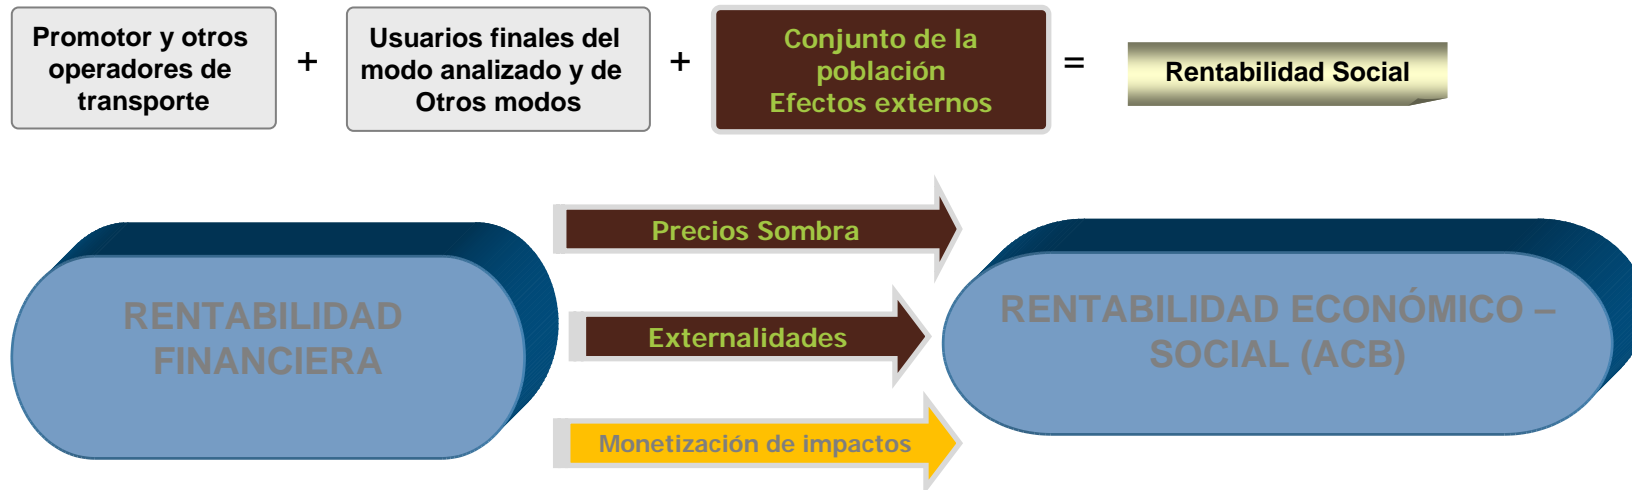 Promotor y otros
operadores de
transporte
+
Usuarios finales del
modo analizado y de
Otros modos
+
Conjunto de la
población
Efectos externos
=
Rentabilidad Social
RENTABILIDAD
FINANCIERA
Precios Sombra
Externalidades
Monetización de impactos
RENTABILIDAD ECONÓMICO –
SOCIAL (ACB)